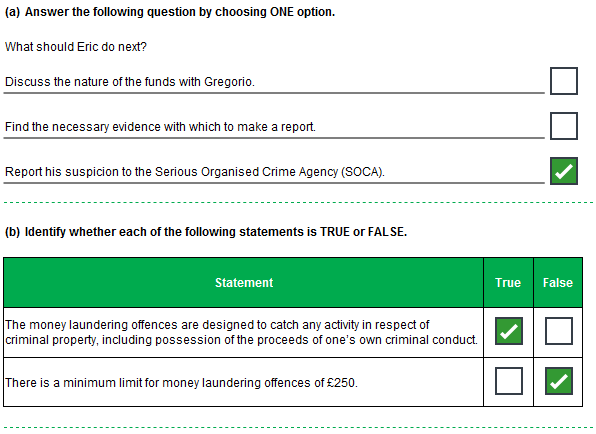 (a) Answer the following question by choosing ONE option.
What should Eric do next?
Discuss the nature of the funds with Gregorio.
Find the necessary evidence with which to make a report.
Report his suspicion to the Serious Organised Crime Agency (SOCA).
(b) Identify whether each of the following statements is TRUE or FALSE.
Statement True False
The money laundering offences are designed to catch any activity in respect of
criminal property, including possession of the proceeds of one's own criminal conduct.
There is a minimum limit for money laundering offences of £250.